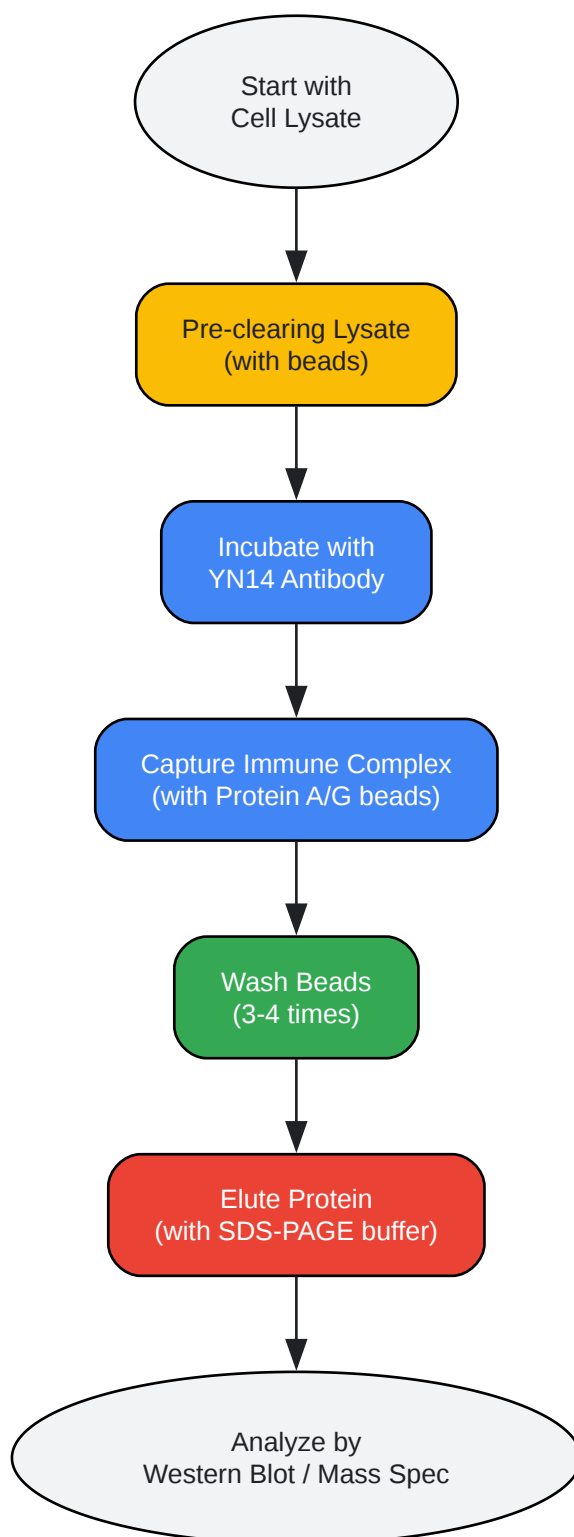 Start with
Cell Lysate
Pre-clearing Lysate
(with beads)
Incubate with
YN14 Antibody
Capture Immune Complex
(with Protein A/G beads)
Wash Beads
(3-4 times)
Elute Protein
(with SDS-PAGE buffer)
Analyze by
Western Blot / Mass Spec